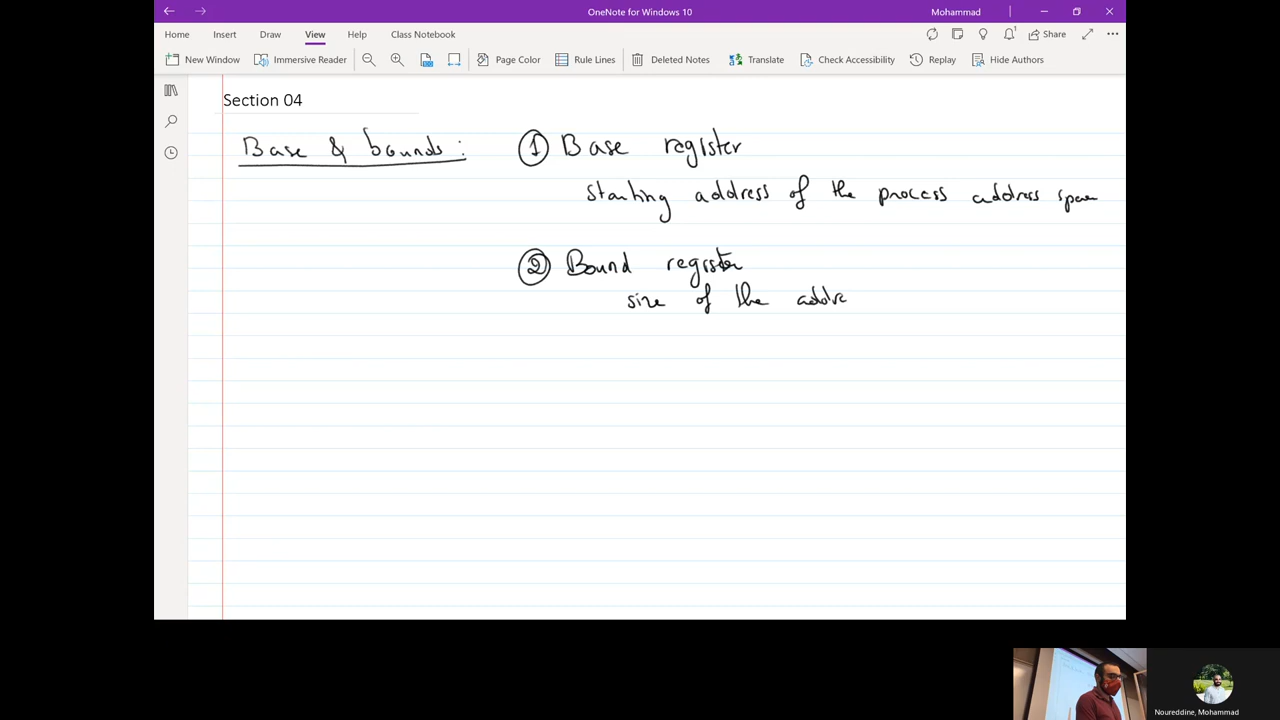 OneNote for Windows 10
Mohammad
Home Insert Draw View Help Class Notebook
Share
New Window Immersive Reader Page Color Rule Lines Deleted Notes Translate Check Accessibility Replay Hide Authors
Section 04
Base & bounds : ① Base register
starting address of the process address space
② Bound register
size of the addre
Noureddine, Mohammad